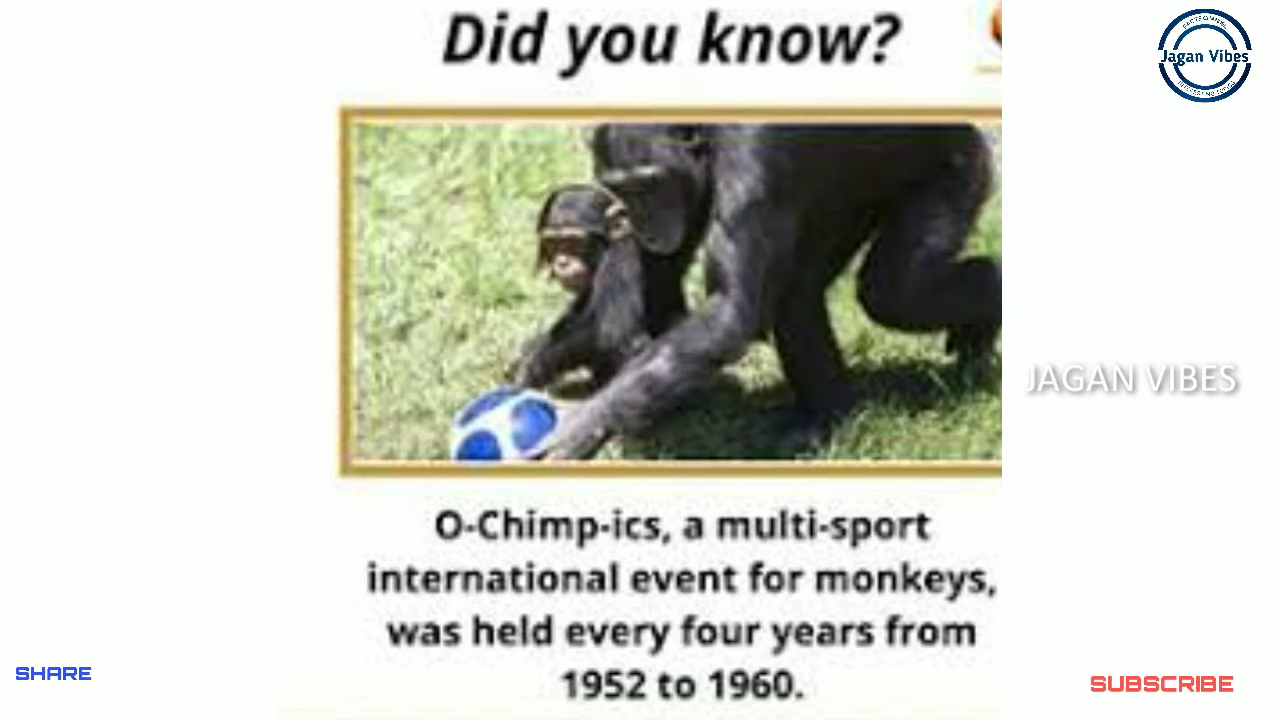 Did you know?
Jagan Vibes
JAGAN VIBES
O-Chimp-ics, a multi-sport
international event for monkeys,
was held every four years from
1952 to 1960.
SHARE
SUBSCRIBE